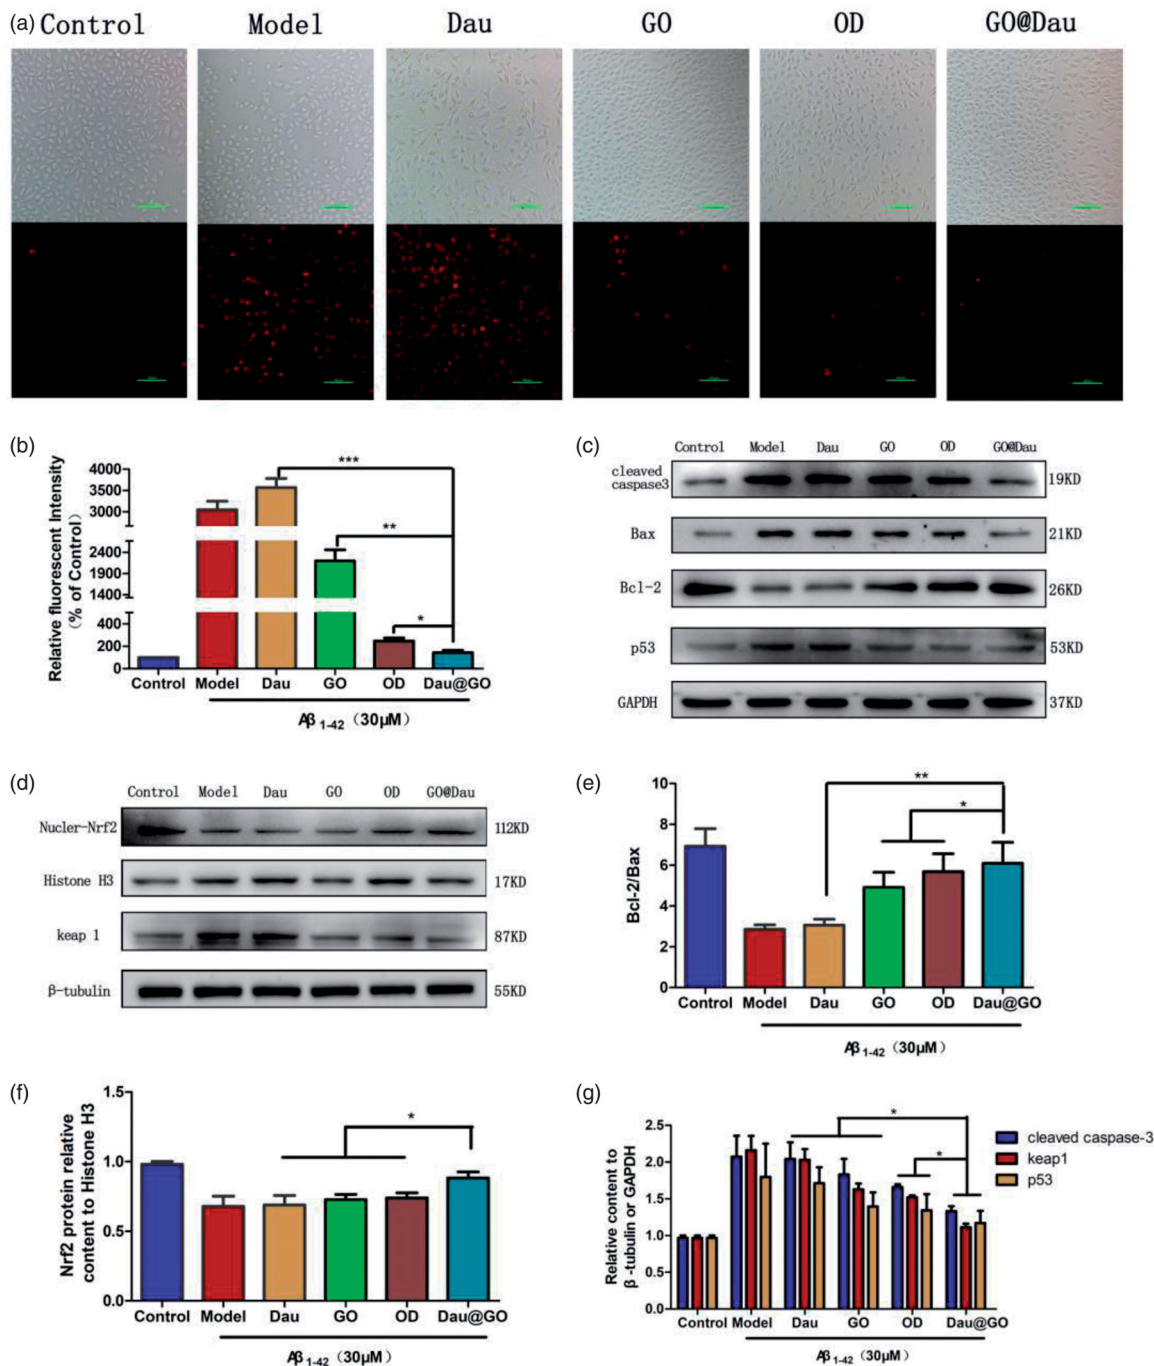 (a) Control Model Dau GO OD GO@Dau
(b)
Relative fluorescent Intensity
(% of Control)
4000
3500
3000
2400
1900
1400
400
200
0
***
**
*
Control Model Dau GO OD Dau@GO
Aβ 1-42 (30μM)
(c)
Control Model Dau GO OD GO@Dau
cleaved
caspase3 19KD
Bax 21KD
Bcl-2 26KD
p53 53KD
GAPDH 37KD
(d)
Control Model Dau GO OD GO@Dau
Nucler-Nrf2 112KD
Histone H3 17KD
keap 1 87KD
β-tubulin 55KD
(e)
Bcl-2/Bax
10
8
6
4
2
0
**
*
Control Model Dau GO OD Dau@GO
Aβ 1-42 (30μM)
(f)
Nrf2 protein relative
content to Histone H3
1.5
1.0
0.5
0.0
*
Control Model Dau GO OD Dau@GO
Aβ 1-42 (30μM)
(g)
Relative content to
β -tubulin or GAPDH
2.5
2.0
1.5
1.0
0.5
0.0
*
*
cleaved caspase-3
keap1
p53
Control Model Dau GO OD Dau@GO
Aβ 1-42 (30μM)